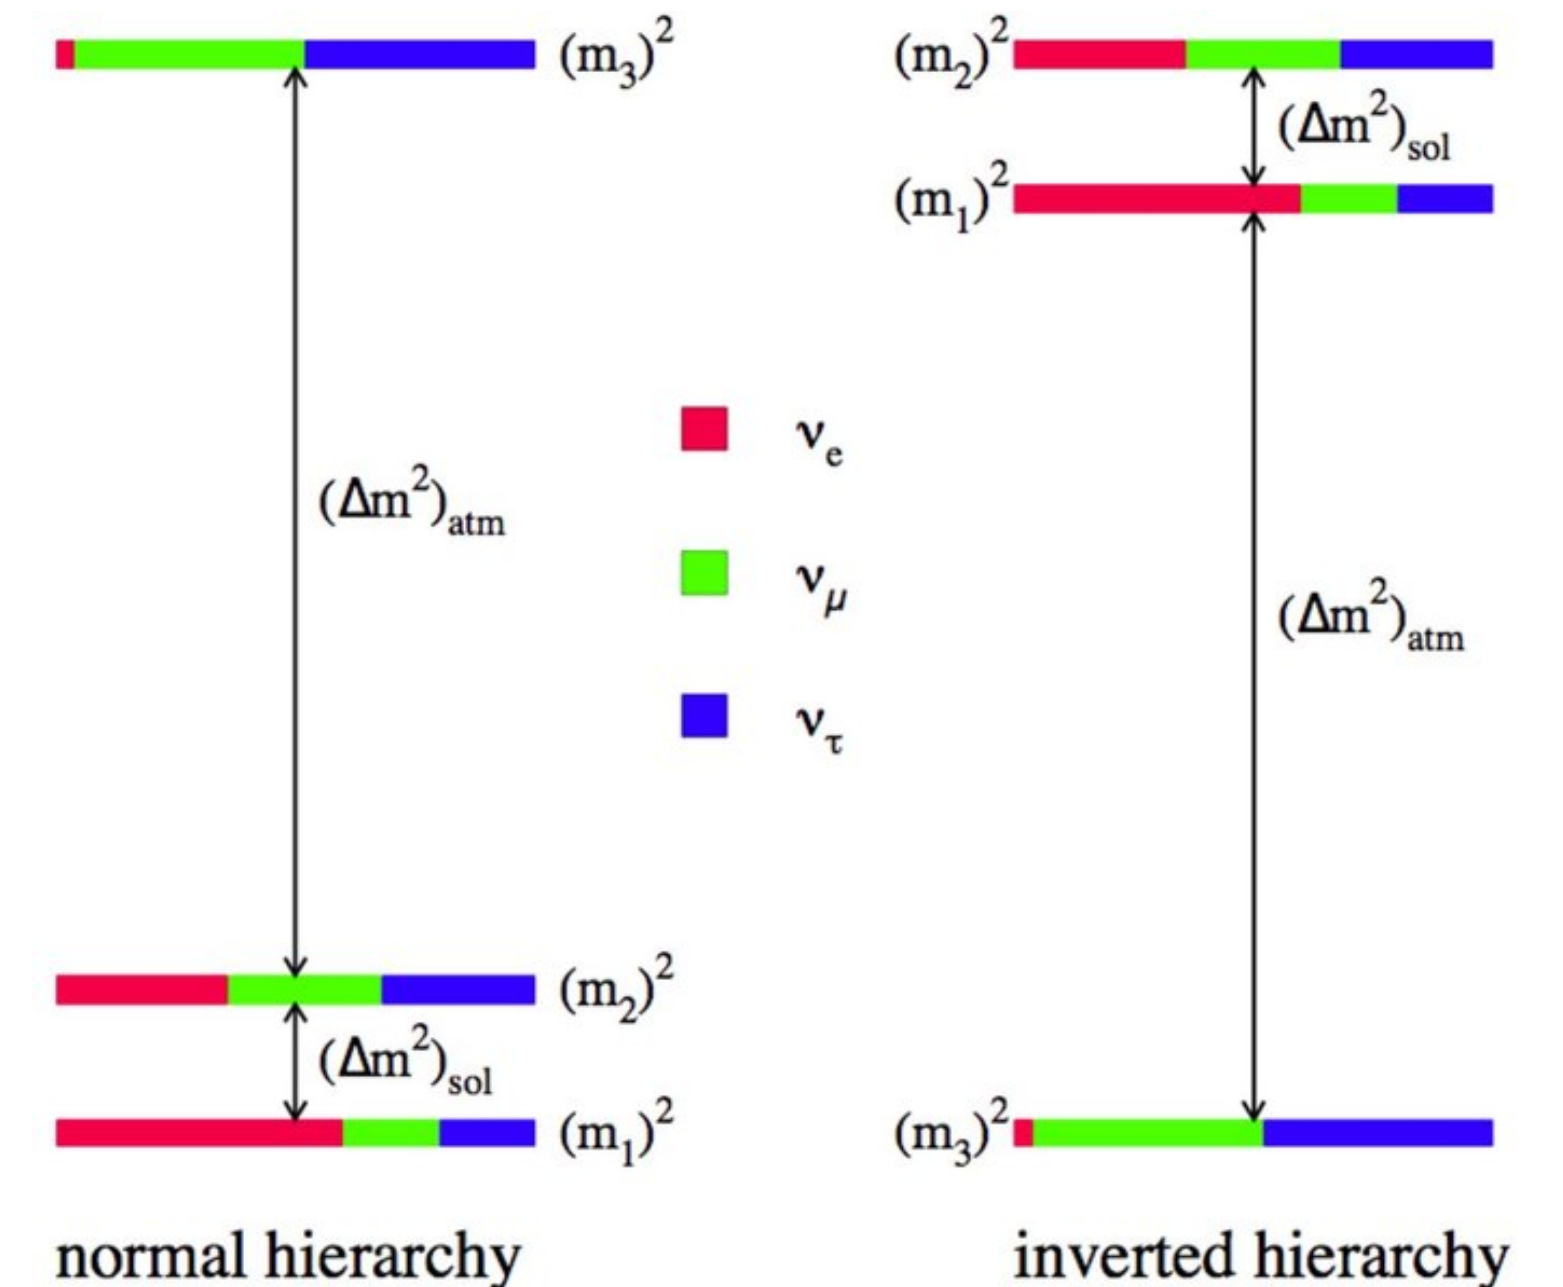 (m₃)²
(Δm²)atm
(m₂)²
(Δm²)sol
(m₁)²
normal hierarchy
νe
νμ
ντ
(m₂)²
(Δm²)sol
(m₁)²
(Δm²)atm
(m₃)²
inverted hierarchy